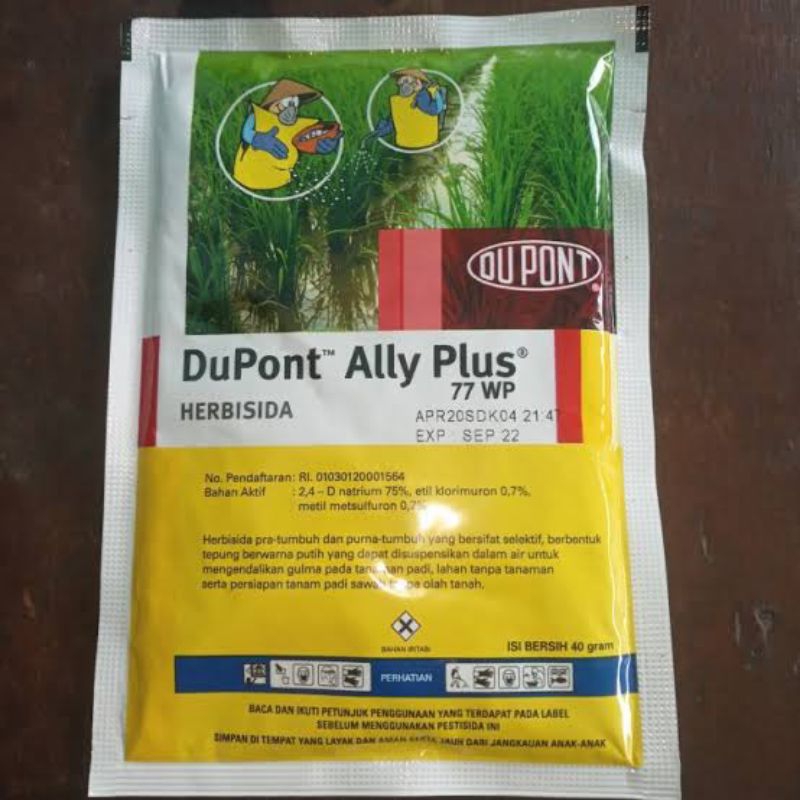 DU PONT
DuPont™ Ally Plus®
77 WP
HERBISIDA
APR20SDK04 21:47
EXP : SEP 22
No. Pendaftaran: RI. 01030120001564
Bahan Aktif : 2,4 – D natrium 75%, etil klorimuron 0,7%,
metil metsulfuron 0,7%
Herbisida pra-tumbuh dan purna-tumbuh yang bersifat selektif, berbentuk
tepung berwarna putih yang dapat disuspensikan dalam air untuk
mengendalikan gulma pada tanaman padi, lahan tanpa tanaman
serta persiapan tanam padi sawah tanpa olah tanah.
BAHAN IRITASI
ISI BERSIH 40 gram
PERHATIAN
BACA DAN IKUTI PETUNJUK PENGGUNAAN YANG TERDAPAT PADA LABEL
SEBELUM MENGGUNAKAN PESTISIDA INI
SIMPAN DI TEMPAT YANG LAYAK DAN AMAN SERTA JAUH DARI JANGKAUAN ANAK-ANAK